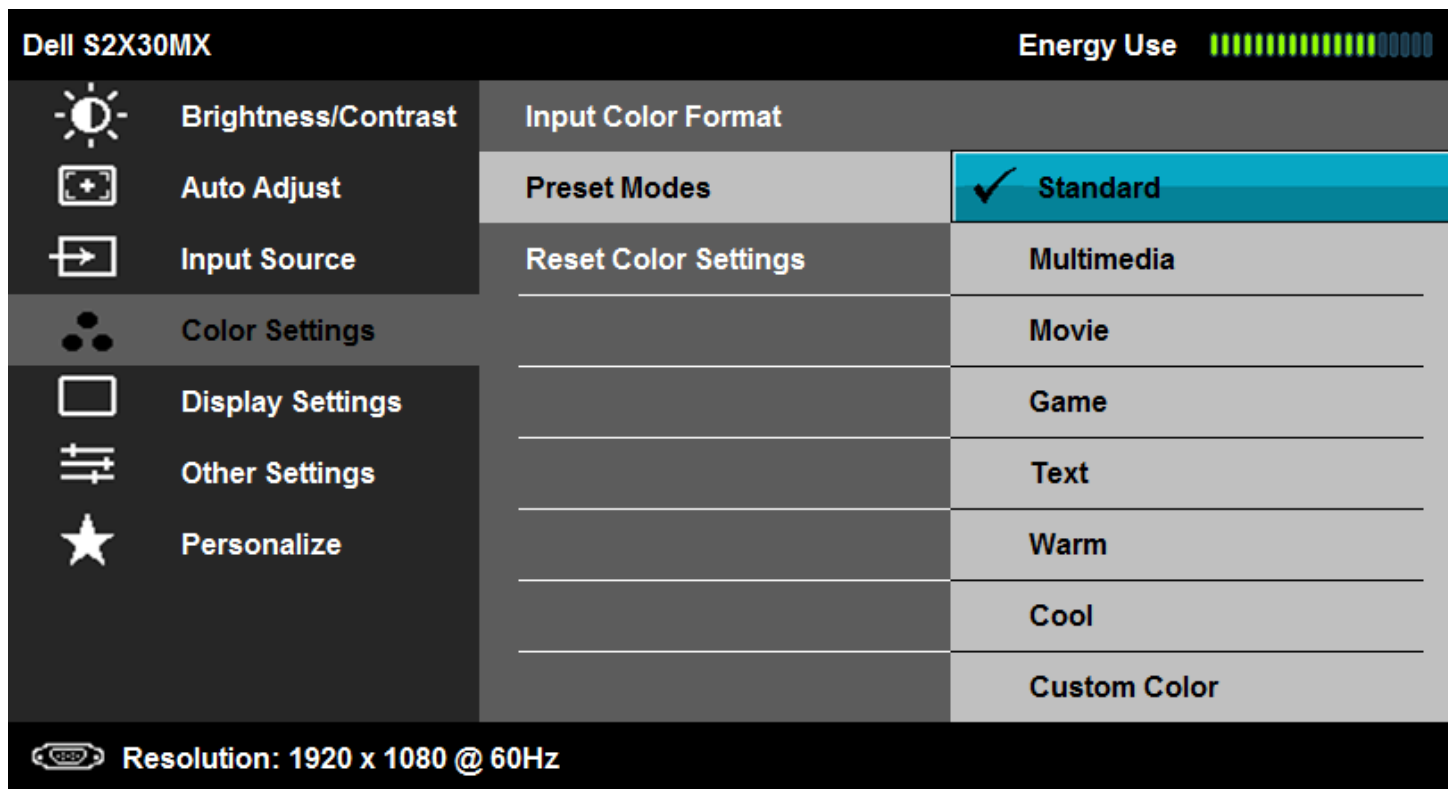 Dell S2X30MX Energy Use
Brightness/Contrast Input Color Format
Auto Adjust Preset Modes Standard
Input Source Reset Color Settings Multimedia
Color Settings Movie
Display Settings Game
Other Settings Text
Personalize Warm
Cool
Custom Color
Resolution: 1920 x 1080 @ 60Hz